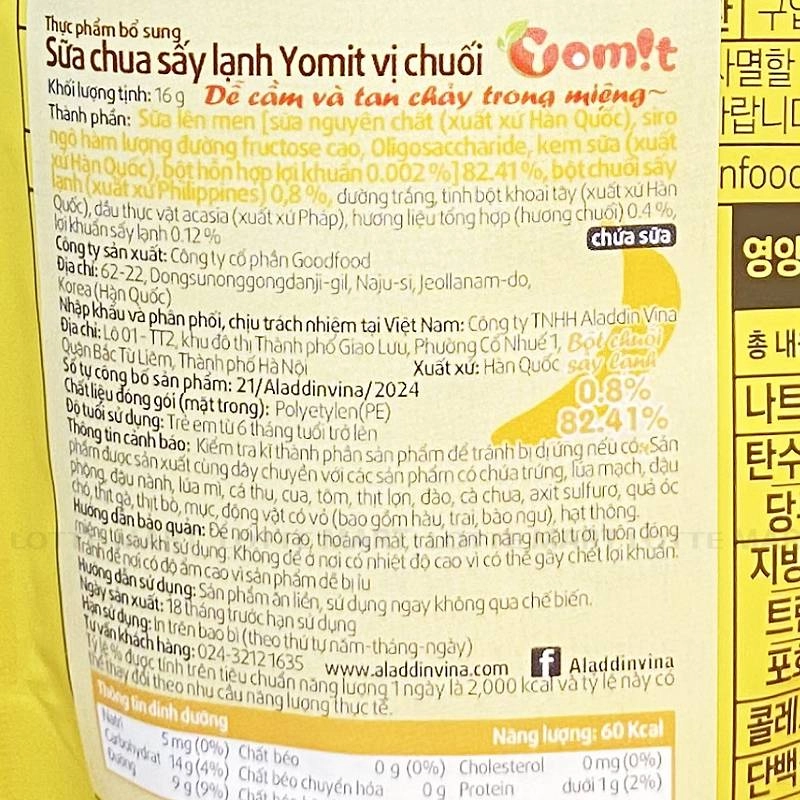 Thực phẩm bổ sung
Sữa chua sấy lạnh Yomit vị chuối
Yom!t
Khối lượng tịnh: 16 g
Dễ cầm và tan chảy trong miệng~
Thành phần: Sữa lên men [sữa nguyên chất (xuất xứ Hàn Quốc), siro
ngô hàm lượng đường fructose cao, Oligosaccharide, kem sữa (xuất
xứ Hàn Quốc), bột hỗn hợp lợi khuẩn 0.002 %] 82.41 %, bột chuối sấy
lạnh (xuất xứ Philippines) 0,8 %, đường trắng, tinh bột khoai tây (xuất xứ Hàn
Quốc), dầu thực vật acasia (xuất xứ Pháp), hương liệu tổng hợp (hương chuối) 0.4 %,
lợi khuẩn sấy lạnh 0.12 %
chứa sữa
Công ty sản xuất: Công ty cổ phần Goodfood
Địa chỉ: 62-22, Dongsunonggongdanji-gil, Naju-si, Jeollanam-do,
Korea (Hàn Quốc)
Nhập khẩu và phân phối, chịu trách nhiệm tại Việt Nam: Công ty TNHH Aladdin Vina
Địa chỉ: Lô 01 - TT2, khu đô thị Thành phố Giao Lưu, Phường Cổ Nhuế 1,
Quận Bắc Từ Liêm, Thành phố Hà Nội
Xuất xứ: Hàn Quốc
Bột chuối
sấy lạnh
0.8%
82.41%
Số tự công bố sản phẩm: 21/Aladdinvina/2024
Chất liệu đóng gói (mặt trong): Polyetylen(PE)
Độ tuổi sử dụng: Trẻ em từ 6 tháng tuổi trở lên
Thông tin cảnh báo: Kiểm tra kĩ thành phần sản phẩm để tránh bị dị ứng nếu có. Sản
phẩm được sản xuất cùng dây chuyền với các sản phẩm có chứa trứng, lúa mạch, đậu
phộng, đậu nành, lúa mì, cá thu, cua, tôm, thịt lợn, đào, cà chua, axit sulfurơ, quả óc
chó, thịt gà, thịt bò, mực, động vật có vỏ (bao gồm hàu, trai, bào ngư), hạt thông.
Hướng dẫn bảo quản: Để nơi khô ráo, thoáng mát, tránh ánh nắng mặt trời, luôn đóng
miệng túi sau khi sử dụng. Không để ở nơi có nhiệt độ cao vì có thể gây chết lợi khuẩn.
Tránh để nơi có độ ẩm cao vì sản phẩm dễ bị ỉu
Hướng dẫn sử dụng: Sản phẩm ăn liền, sử dụng ngay không qua chế biến.
Ngày sản xuất: 18 tháng trước hạn sử dụng
Hạn sử dụng: In trên bao bì (theo thứ tự năm-tháng-ngày)
Tư vấn khách hàng: 024-32121635 www.aladdinvina.com f Aladdinvina
Tỷ lệ % được tính trên tiêu chuẩn năng lượng 1 ngày là 2,000 kcal và tỷ lệ này có
thể thay đổi theo nhu cầu năng lượng thực tế.
Thông tin dinh dưỡng
Năng lượng: 60 Kcal
Natri 5 mg (0%) Chất béo 0 g (0%) Cholesterol 0 mg (0%)
Carbohydrat 14 g (4%) Chất béo chuyển hóa 0 g Protein dưới 1 g (2%)
Đường 9 g (9%)
구입
사멸할
바랍니다
nfood
영양
총 내
나트
탄수
당
지방
트
포화
콜레
단백
LOTTE MA